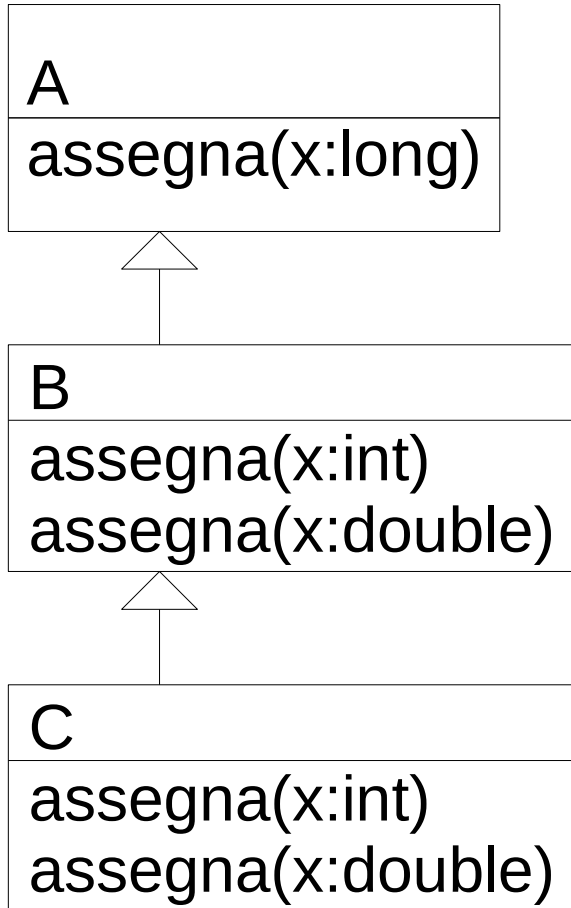 A
assegna(x:long)
B
assegna(x:int)
assegna(x:double)
C
assegna(x:int)
assegna(x:double)